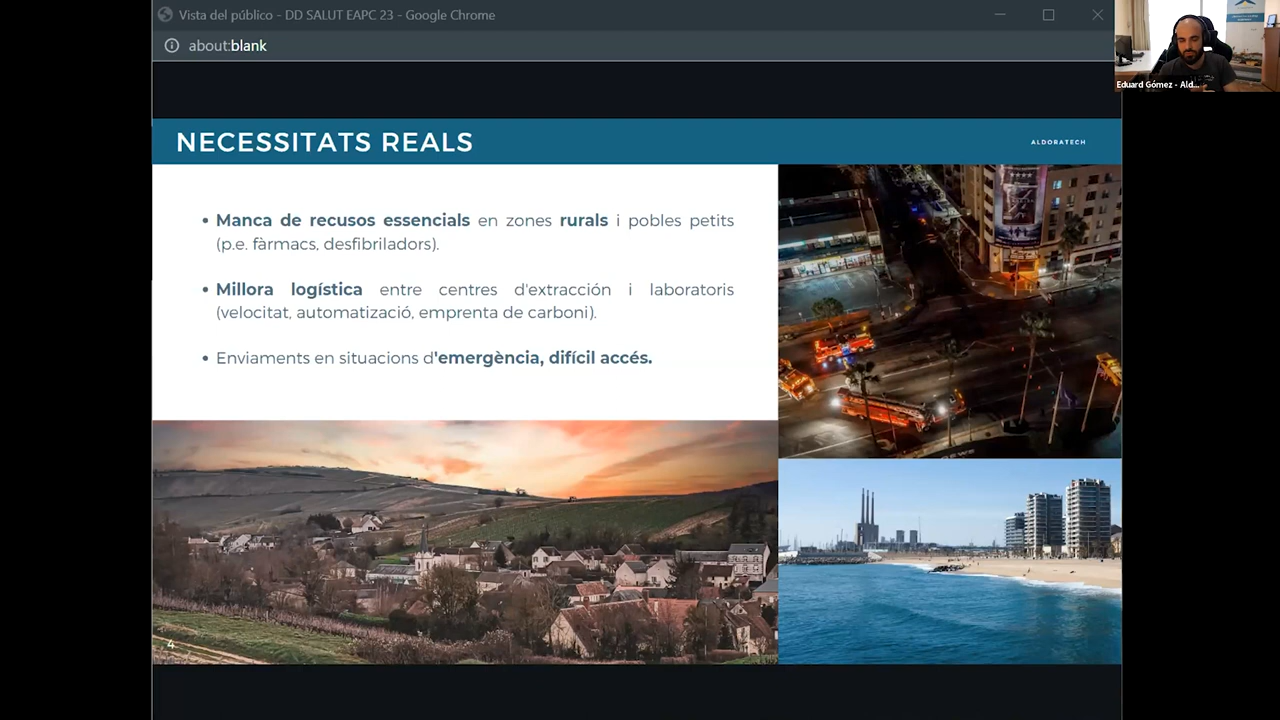 Vista del público - DD SALUT EAPC 23 - Google Chrome
about:blank
Eduard Gómez - Ald...
NECESSITATS REALS
ALDORATECH
• Manca de recusos essencials en zones rurals i pobles petits
(p.e. fàrmacs, desfibriladors).
• Millora logística entre centres d'extracció i laboratoris
(velocitat, automatizació, emprenta de carboni).
• Enviaments en situacions d'emergència, difícil accés.
4